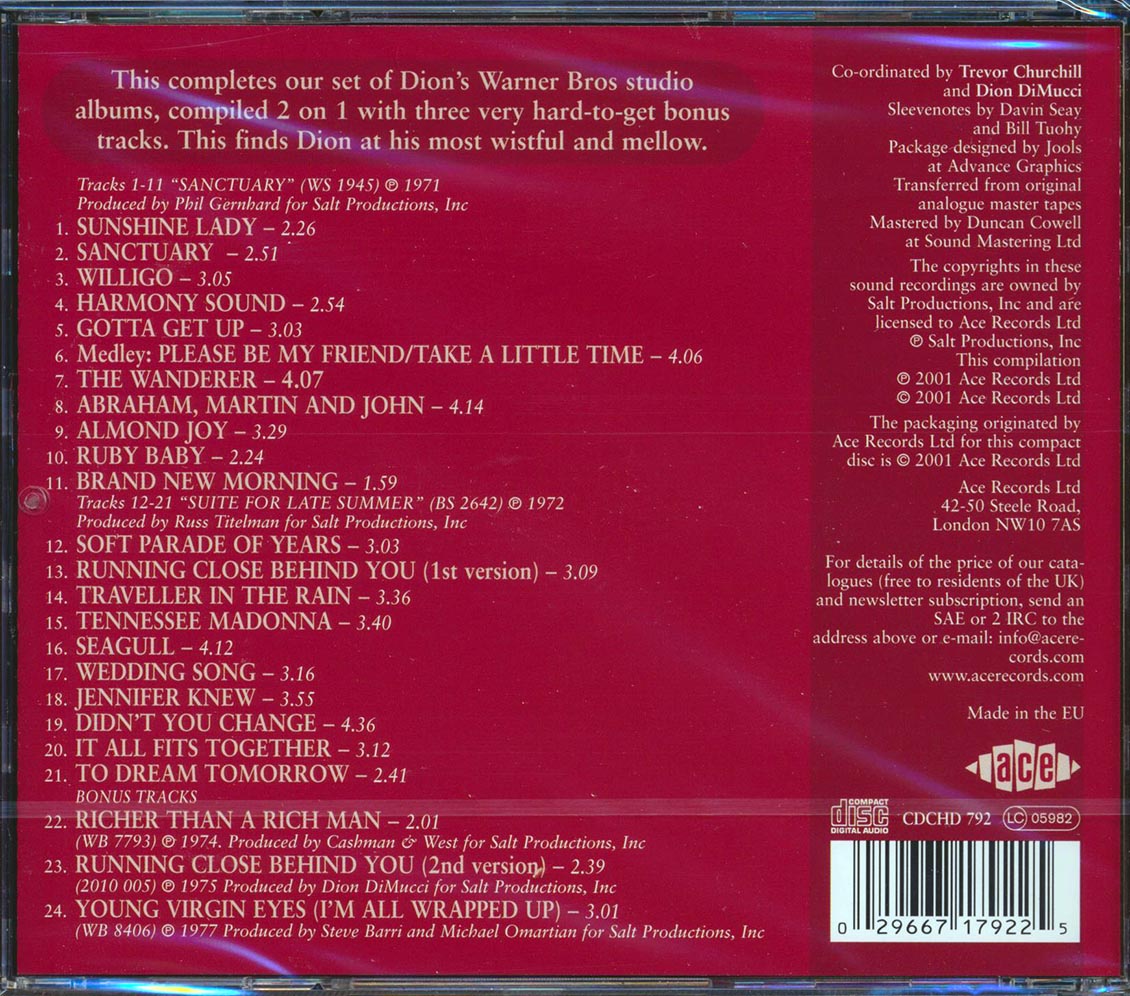 This completes our set of Dion's Warner Bros studio
albums, compiled 2 on 1 with three very hard-to-get bonus
tracks. This finds Dion at his most wistful and mellow.
Tracks 1-11 "SANCTUARY" (WS 1945) ℗ 1971
Produced by Phil Gernhard for Salt Productions, Inc
1. SUNSHINE LADY – 2.26
2. SANCTUARY – 2.51
3. WILLIGO – 3.05
4. HARMONY SOUND – 2.54
5. GOTTA GET UP – 3.03
6. Medley: PLEASE BE MY FRIEND/TAKE A LITTLE TIME – 4.06
7. THE WANDERER – 4.07
8. ABRAHAM, MARTIN AND JOHN – 4.14
9. ALMOND JOY – 3.29
10. RUBY BABY – 2.24
11. BRAND NEW MORNING – 1.59
Tracks 12-21 "SUITE FOR LATE SUMMER" (BS 2642) ℗ 1972
Produced by Russ Titelman for Salt Productions, Inc
12. SOFT PARADE OF YEARS – 3.03
13. RUNNING CLOSE BEHIND YOU (1st version) – 3.09
14. TRAVELLER IN THE RAIN – 3.36
15. TENNESSEE MADONNA – 3.40
16. SEAGULL – 4.12
17. WEDDING SONG – 3.16
18. JENNIFER KNEW – 3.55
19. DIDN'T YOU CHANGE – 4.36
20. IT ALL FITS TOGETHER – 3.12
21. TO DREAM TOMORROW – 2.41
BONUS TRACKS
22. RICHER THAN A RICH MAN – 2.01
(WB 7793) ℗ 1974. Produced by Cashman & West for Salt Productions, Inc
23. RUNNING CLOSE BEHIND YOU (2nd version) – 2.39
(2010 005) ℗ 1975 Produced by Dion DiMucci for Salt Productions, Inc
24. YOUNG VIRGIN EYES (I'M ALL WRAPPED UP) – 3.01
(WB 8406) ℗ 1977 Produced by Steve Barri and Michael Omartian for Salt Productions, Inc
Co-ordinated by Trevor Churchill
and Dion DiMucci
Sleevenotes by Davin Seay
and Bill Tuohy
Package designed by Jools
at Advance Graphics
Transferred from original
analogue master tapes
Mastered by Duncan Cowell
at Sound Mastering Ltd
The copyrights in these
sound recordings are owned by
Salt Productions, Inc and are
licensed to Ace Records Ltd
℗ Salt Productions, Inc
This compilation
℗ 2001 Ace Records Ltd
© 2001 Ace Records Ltd
The packaging originated by
Ace Records Ltd for this compact
disc is © 2001 Ace Records Ltd
Ace Records Ltd
42-50 Steele Road,
London NW10 7AS
For details of the price of our cata-
logues (free to residents of the UK)
and newsletter subscription, send an
SAE or 2 IRC to the
address above or e-mail: info@acere-
cords.com
www.acerecords.com
Made in the EU
ace
COMPACT
disc
DIGITAL AUDIO
CDCHD 792
LC 05982
0 29667 17922 5